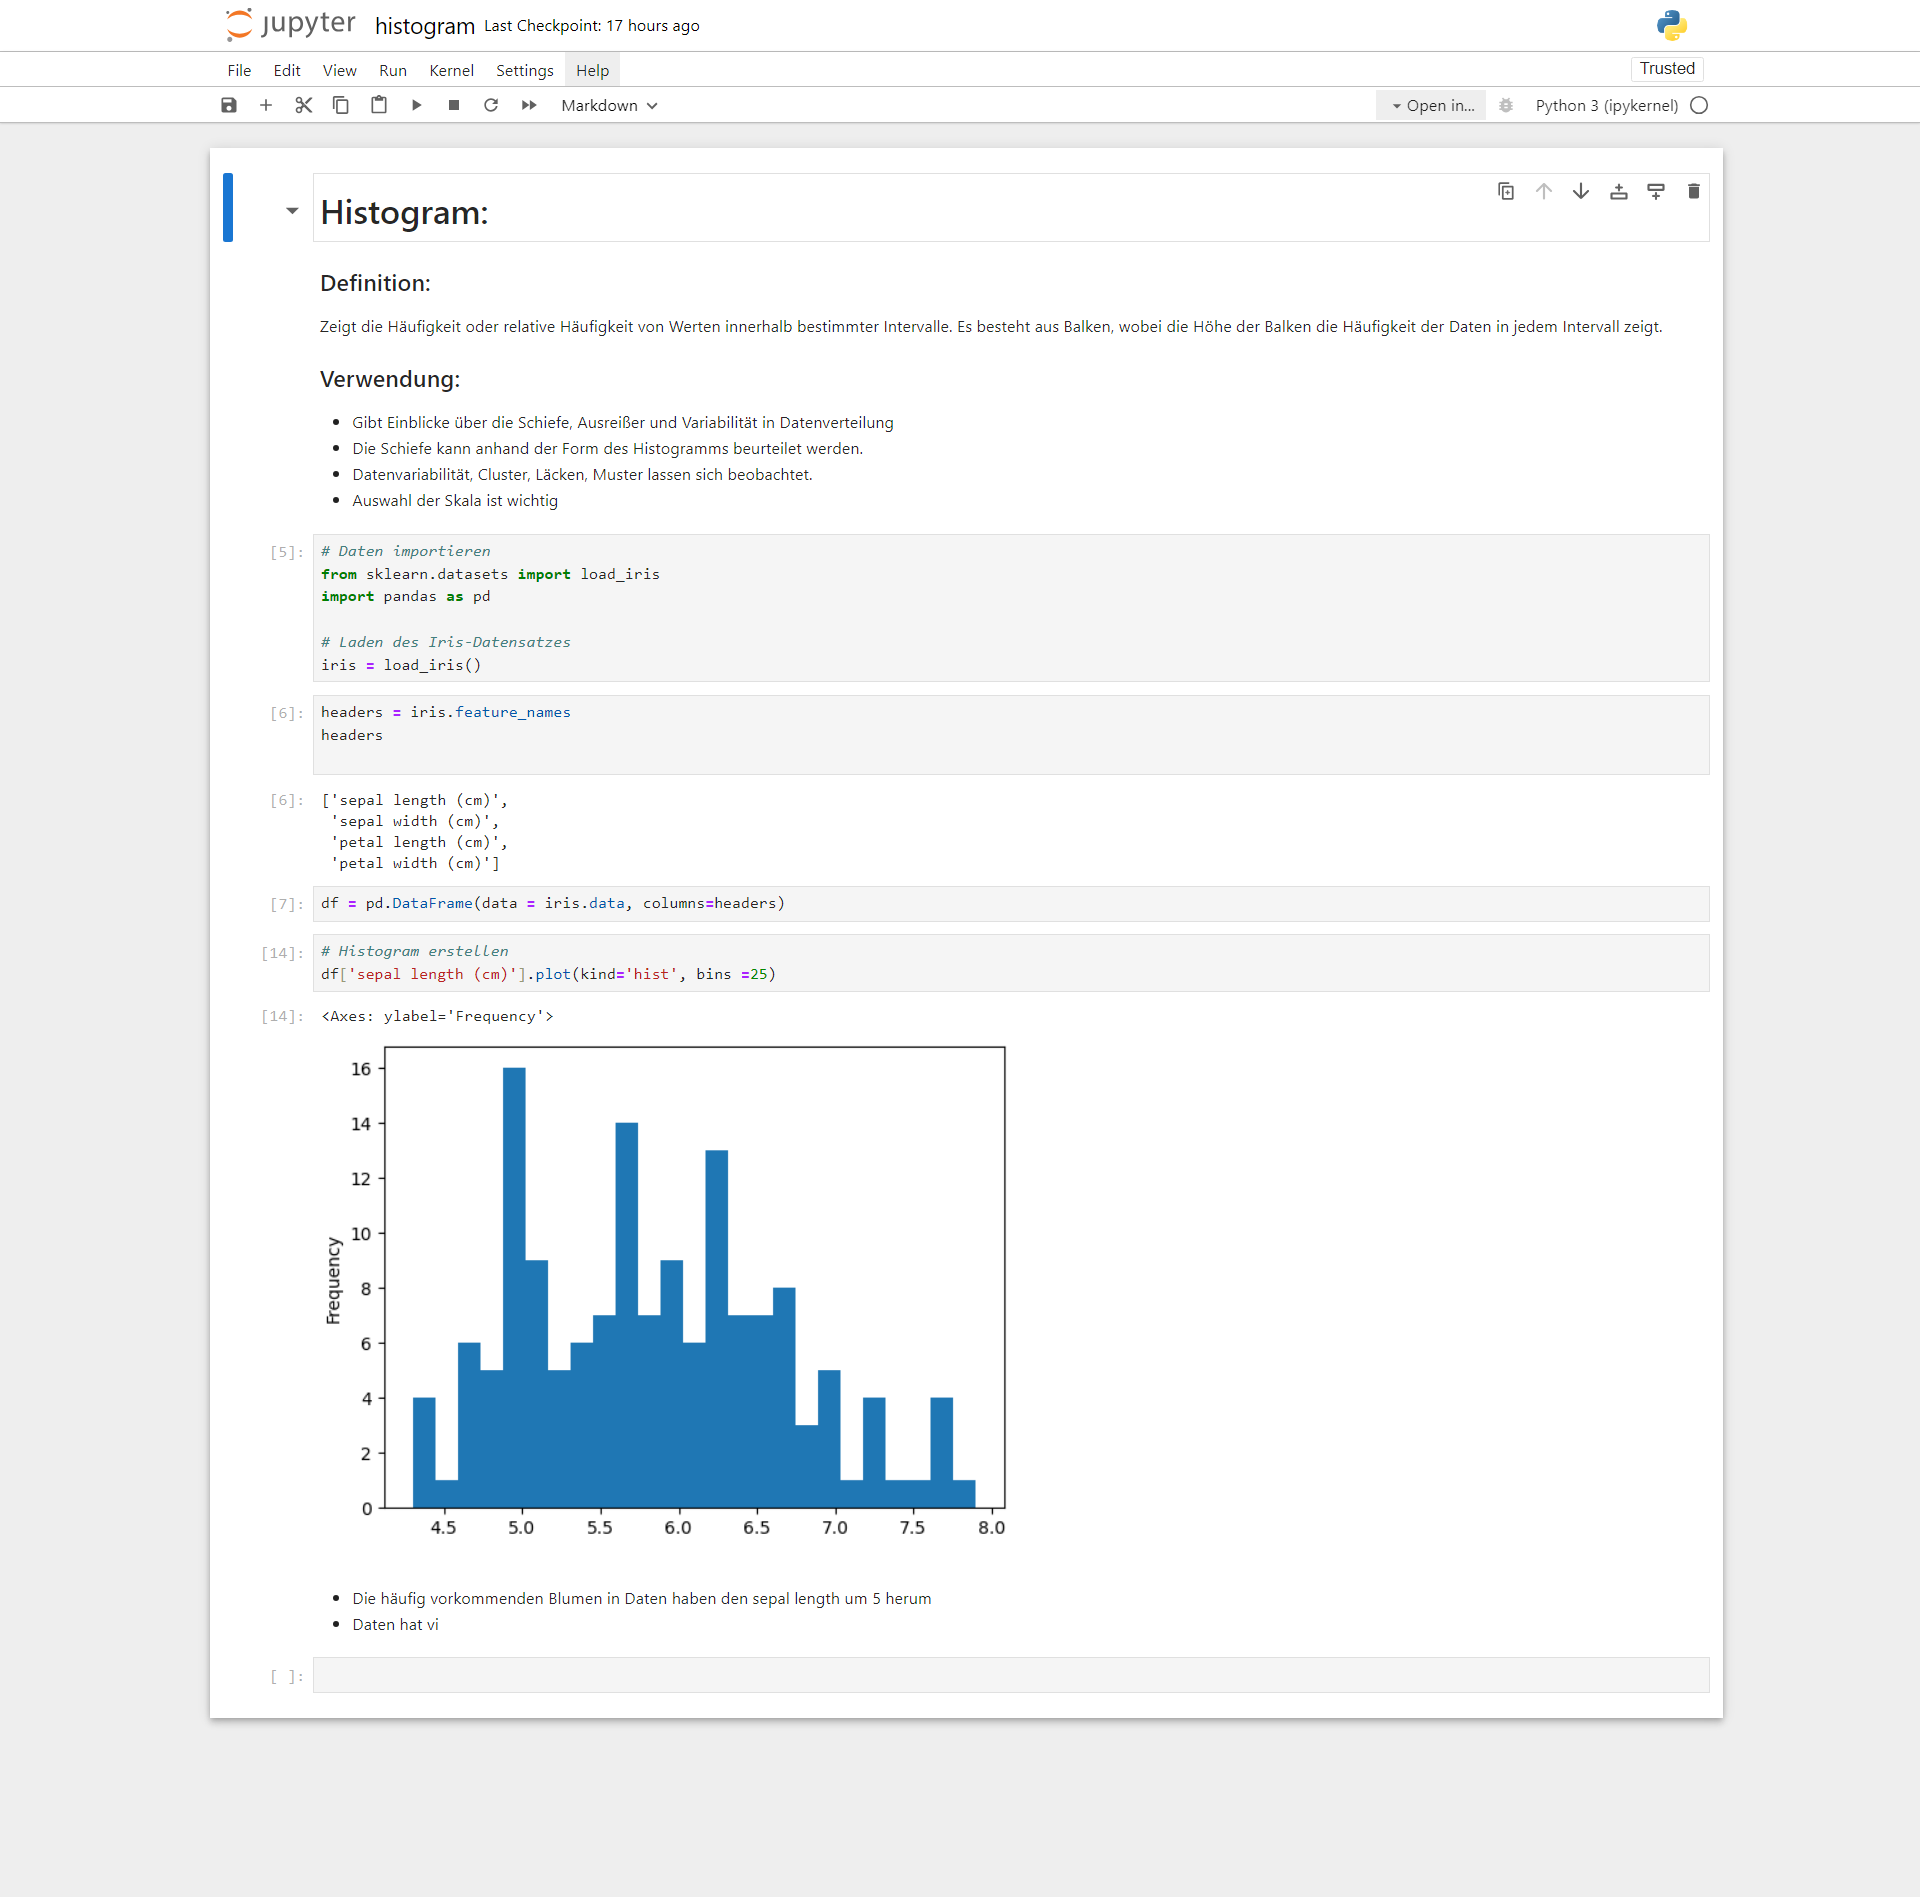 jupyter histogram Last Checkpoint: 17 hours ago
File Edit View Run Kernel Settings Help
Trusted
Markdown
Open in...
Python 3 (ipykernel)
Histogram:
Definition:
Zeigt die Häufigkeit oder relative Häufigkeit von Werten innerhalb bestimmter Intervalle. Es besteht aus Balken, wobei die Höhe der Balken die Häufigkeit der Daten in jedem Intervall zeigt.
Verwendung:
• Gibt Einblicke über die Schiefe, Ausreißer und Variabilität in Datenverteilung
• Die Schiefe kann anhand der Form des Histogramms beurteilet werden.
• Datenvariabilität, Cluster, Läcken, Muster lassen sich beobachtet.
• Auswahl der Skala ist wichtig
[5]: # Daten importieren
from sklearn.datasets import load_iris
import pandas as pd
# Laden des Iris-Datensatzes
iris = load_iris()
[6]: headers = iris.feature_names
headers
[6]: ['sepal length (cm)',
'sepal width (cm)',
'petal length (cm)',
'petal width (cm)']
[7]: df = pd.DataFrame(data = iris.data, columns=headers)
[14]: # Histogram erstellen
df['sepal length (cm)'].plot(kind='hist', bins =25)
[14]: <Axes: ylabel='Frequency'>
16
14
12
10
8
6
4
2
0
Frequency
4.5 5.0 5.5 6.0 6.5 7.0 7.5 8.0
• Die häufig vorkommenden Blumen in Daten haben den sepal length um 5 herum
• Daten hat vi
[ ]: